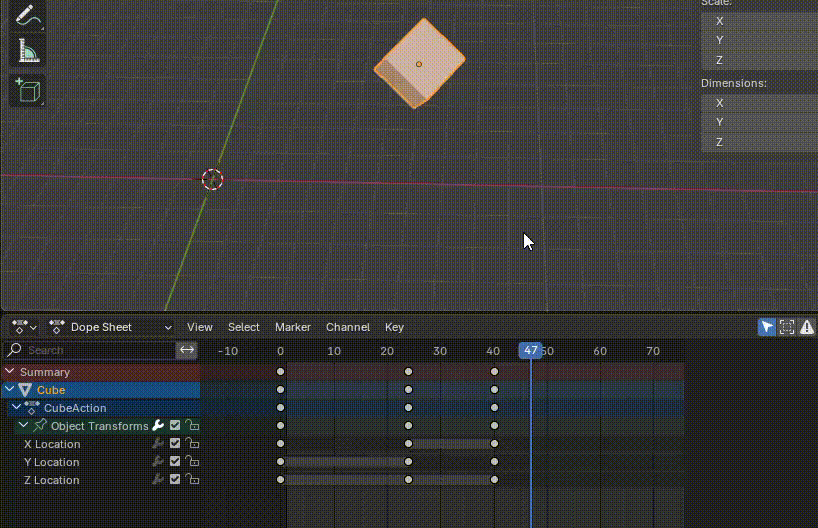 Scale:
X
Y
Z
Dimensions:
X
Y
Z
Dope Sheet View Select Marker Channel Key
Search -10 0 10 20 30 40 47 50 60 70
Summary
Cube
CubeAction
Object Transforms
X Location
Y Location
Z Location